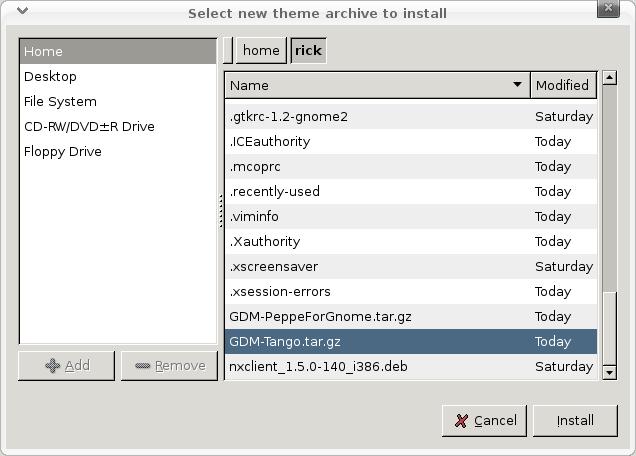 Select new theme archive to install
Home
Desktop
File System
CD-RW/DVD±R Drive
Floppy Drive
Add
Remove
home
rick
Name Modified
.gtkrc-1.2-gnome2 Saturday
.ICEauthority Today
.mcoprc Today
.recently-used Today
.viminfo Today
.Xauthority Today
.xscreensaver Saturday
.xsession-errors Today
GDM-PeppeForGnome.tar.gz Today
GDM-Tango.tar.gz Today
nxclient_1.5.0-140_i386.deb Saturday
Cancel
Install